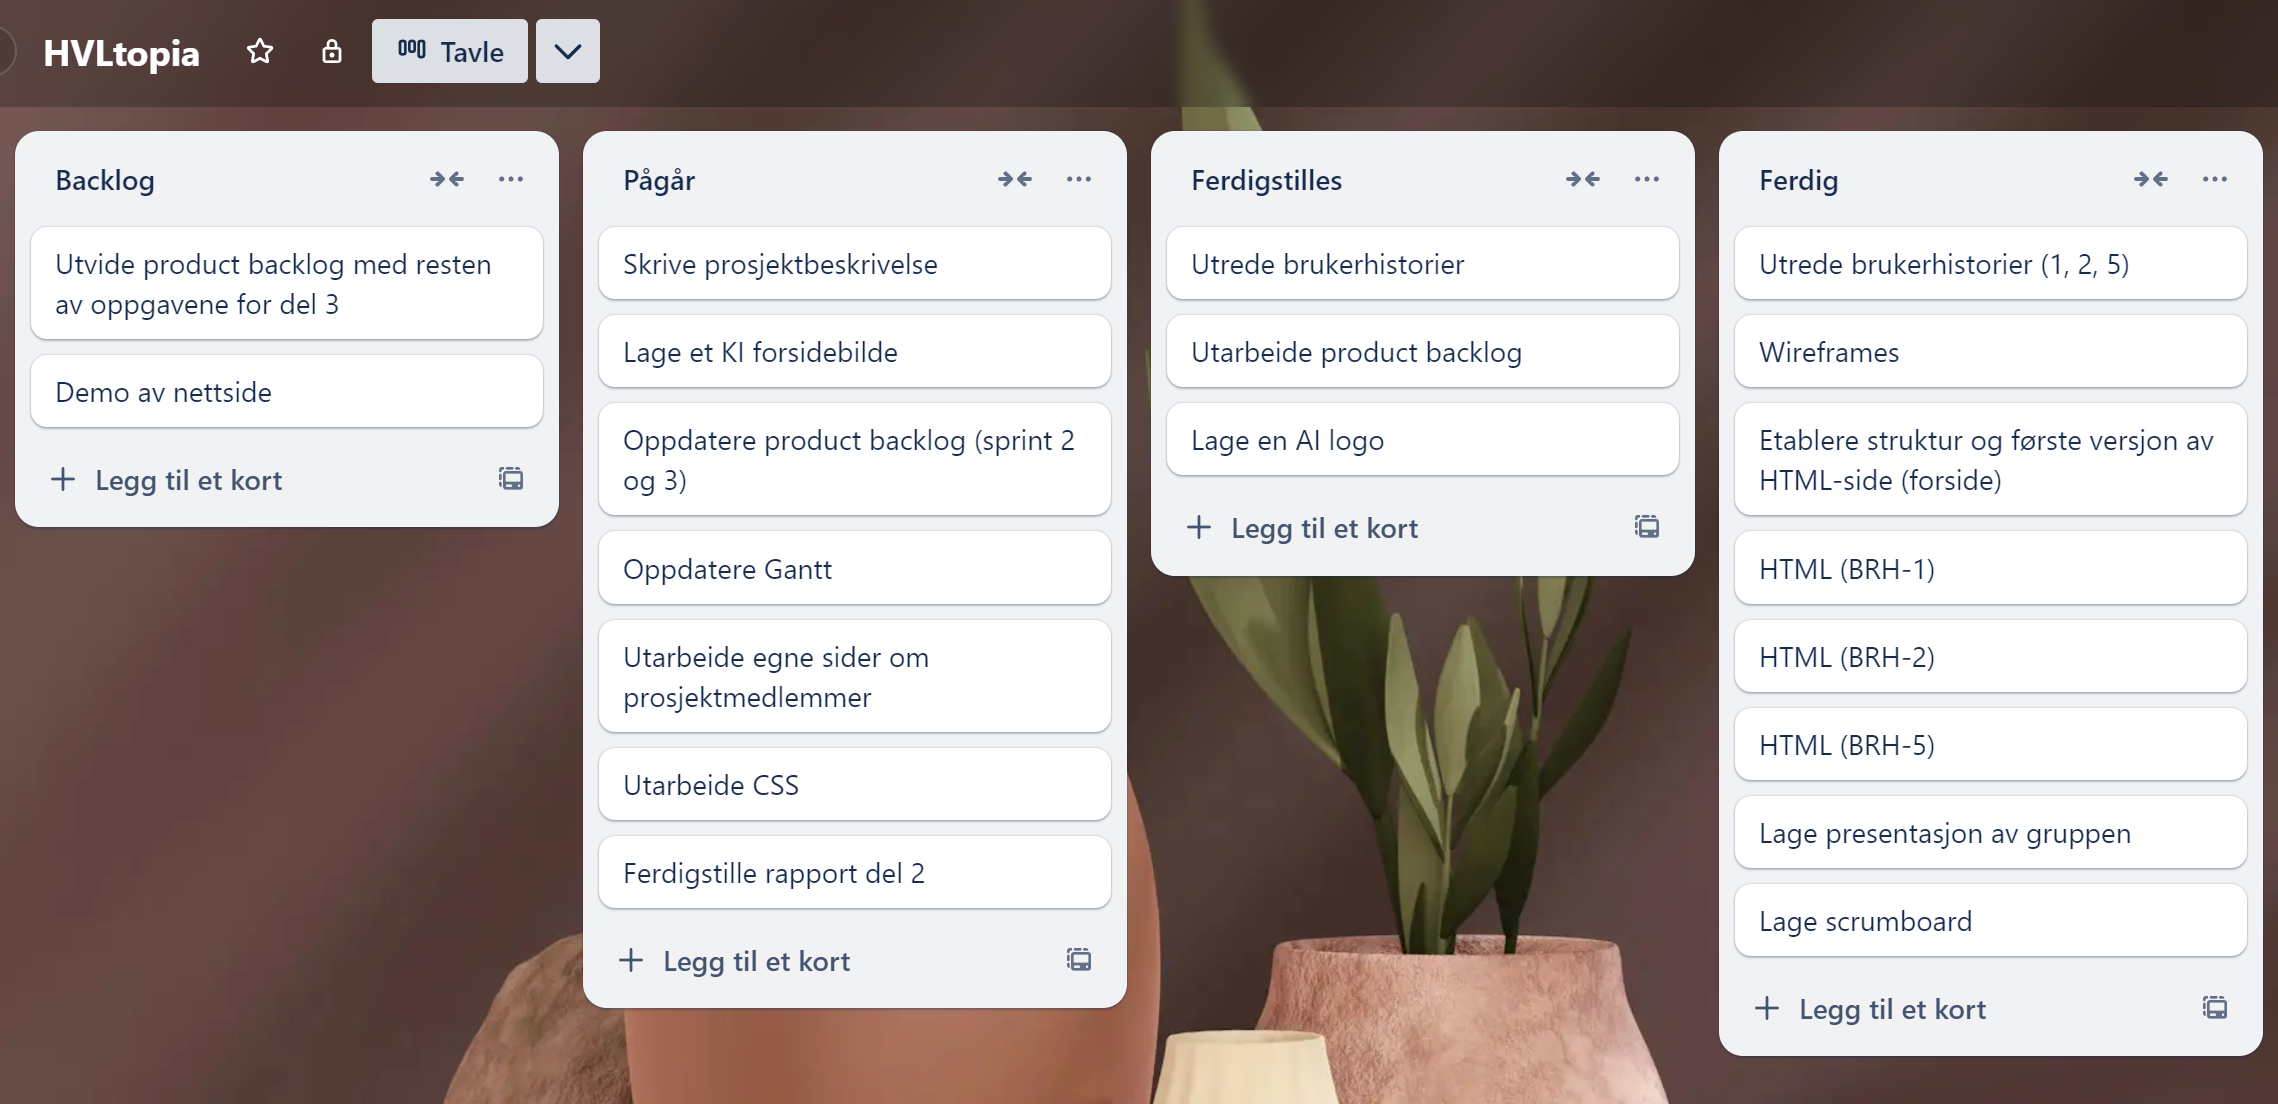 HVLtopia
Tavle
Backlog
Utvide product backlog med resten
av oppgavene for del 3
Demo av nettside
Legg til et kort
Pågår
Skrive prosjektbeskrivelse
Lage et KI forsidebilde
Oppdatere product backlog (sprint 2
og 3)
Oppdatere Gantt
Utarbeide egne sider om
prosjektmedlemmer
Utarbeide CSS
Ferdigstille rapport del 2
Legg til et kort
Ferdigstilles
Utrede brukerhistorier
Utarbeide product backlog
Lage en AI logo
Legg til et kort
Ferdig
Utrede brukerhistorier (1, 2, 5)
Wireframes
Etablere struktur og første versjon av
HTML-side (forside)
HTML (BRH-1)
HTML (BRH-2)
HTML (BRH-5)
Lage presentasjon av gruppen
Lage scrumboard
Legg til et kort